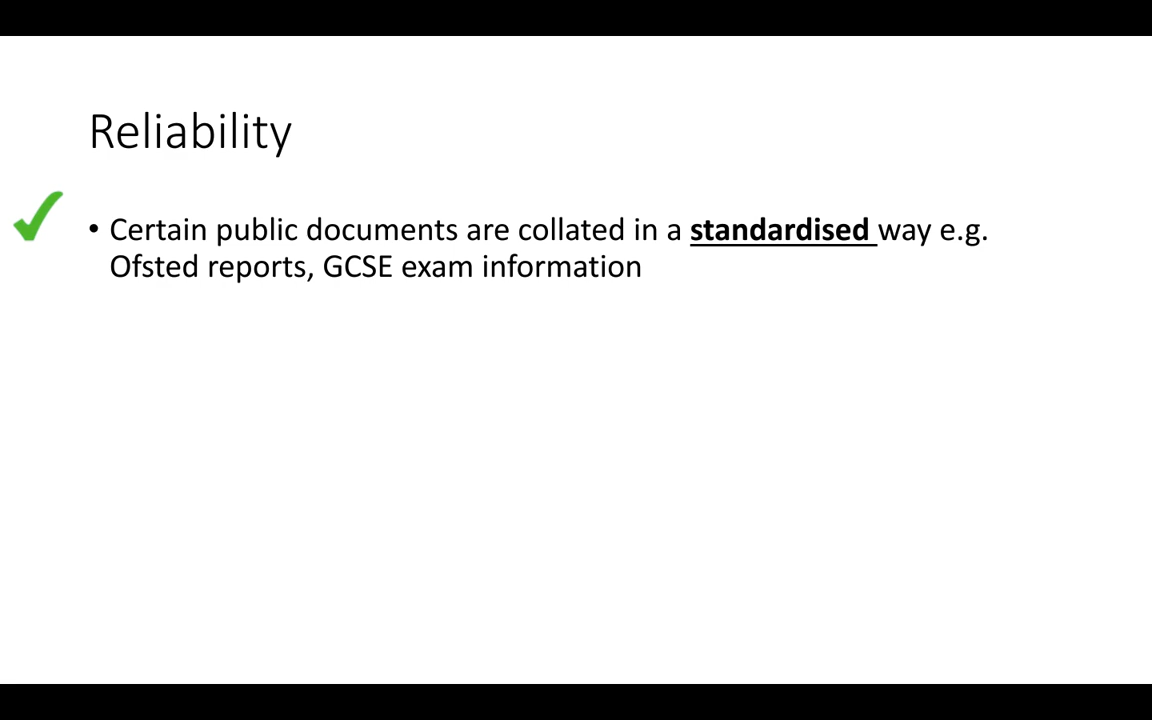 Reliability
• Certain public documents are collated in a standardised way e.g.
Ofsted reports, GCSE exam information